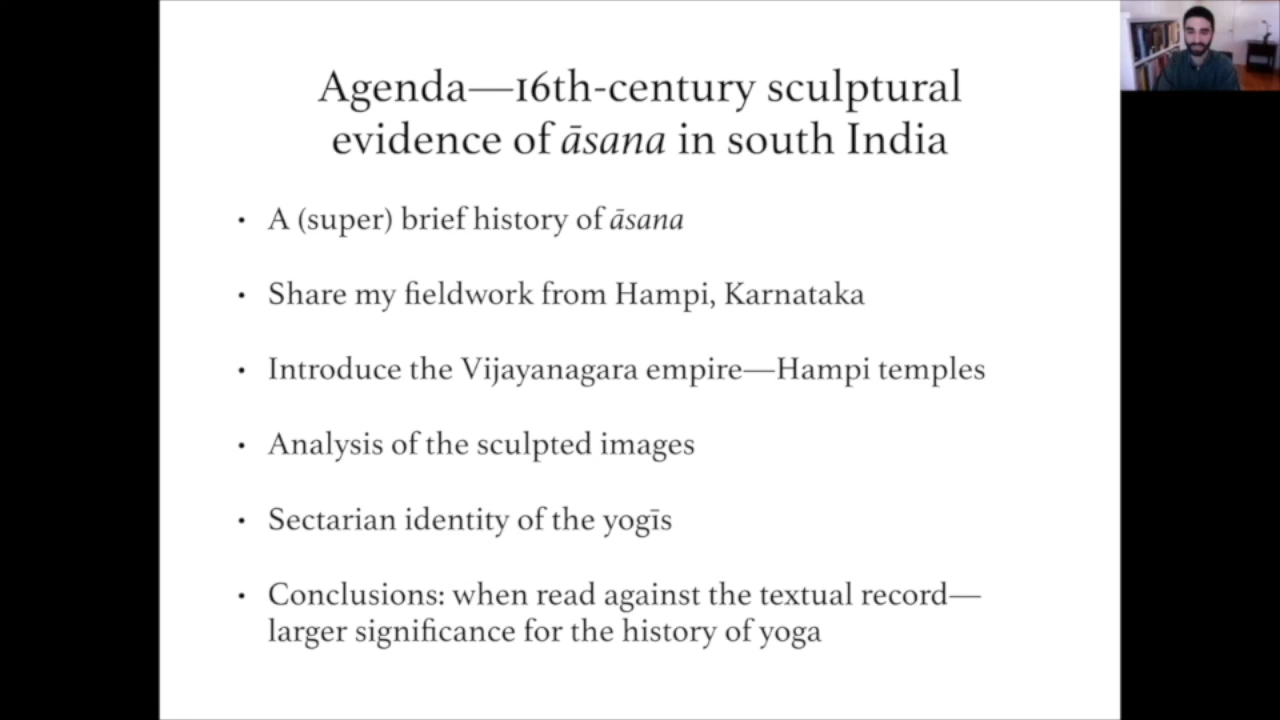 Agenda—16th-century sculptural
evidence of āsana in south India
• A (super) brief history of āsana
• Share my fieldwork from Hampi, Karnataka
• Introduce the Vijayanagara empire—Hampi temples
• Analysis of the sculpted images
• Sectarian identity of the yogīs
• Conclusions: when read against the textual record—
larger significance for the history of yoga